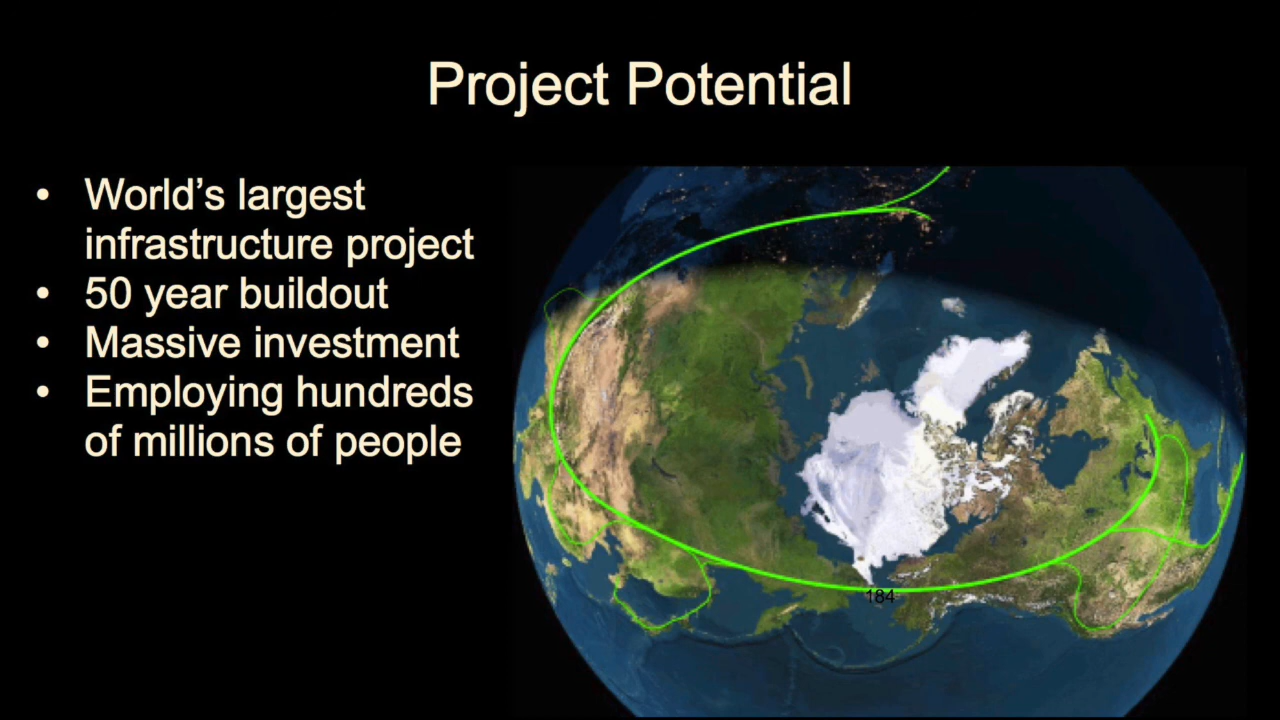 Project Potential
• World’s largest
infrastructure project
• 50 year buildout
• Massive investment
• Employing hundreds
of millions of people
184